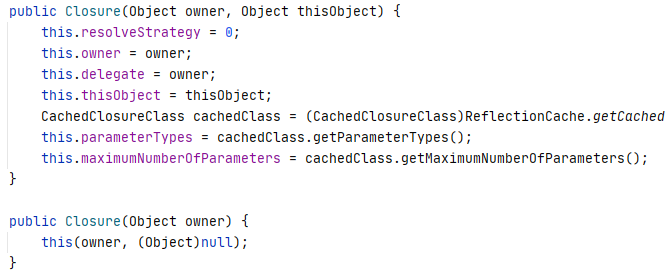 public Closure(Object owner, Object thisObject) {
    this.resolveStrategy = 0;
    this.owner = owner;
    this.delegate = owner;
    this.thisObject = thisObject;
    CachedClosureClass cachedClass = (CachedClosureClass)ReflectionCache.getCached
    this.parameterTypes = cachedClass.getParameterTypes();
    this.maximumNumberOfParameters = cachedClass.getMaximumNumberOfParameters();
}
public Closure(Object owner) {
    this(owner, (Object)null);
}